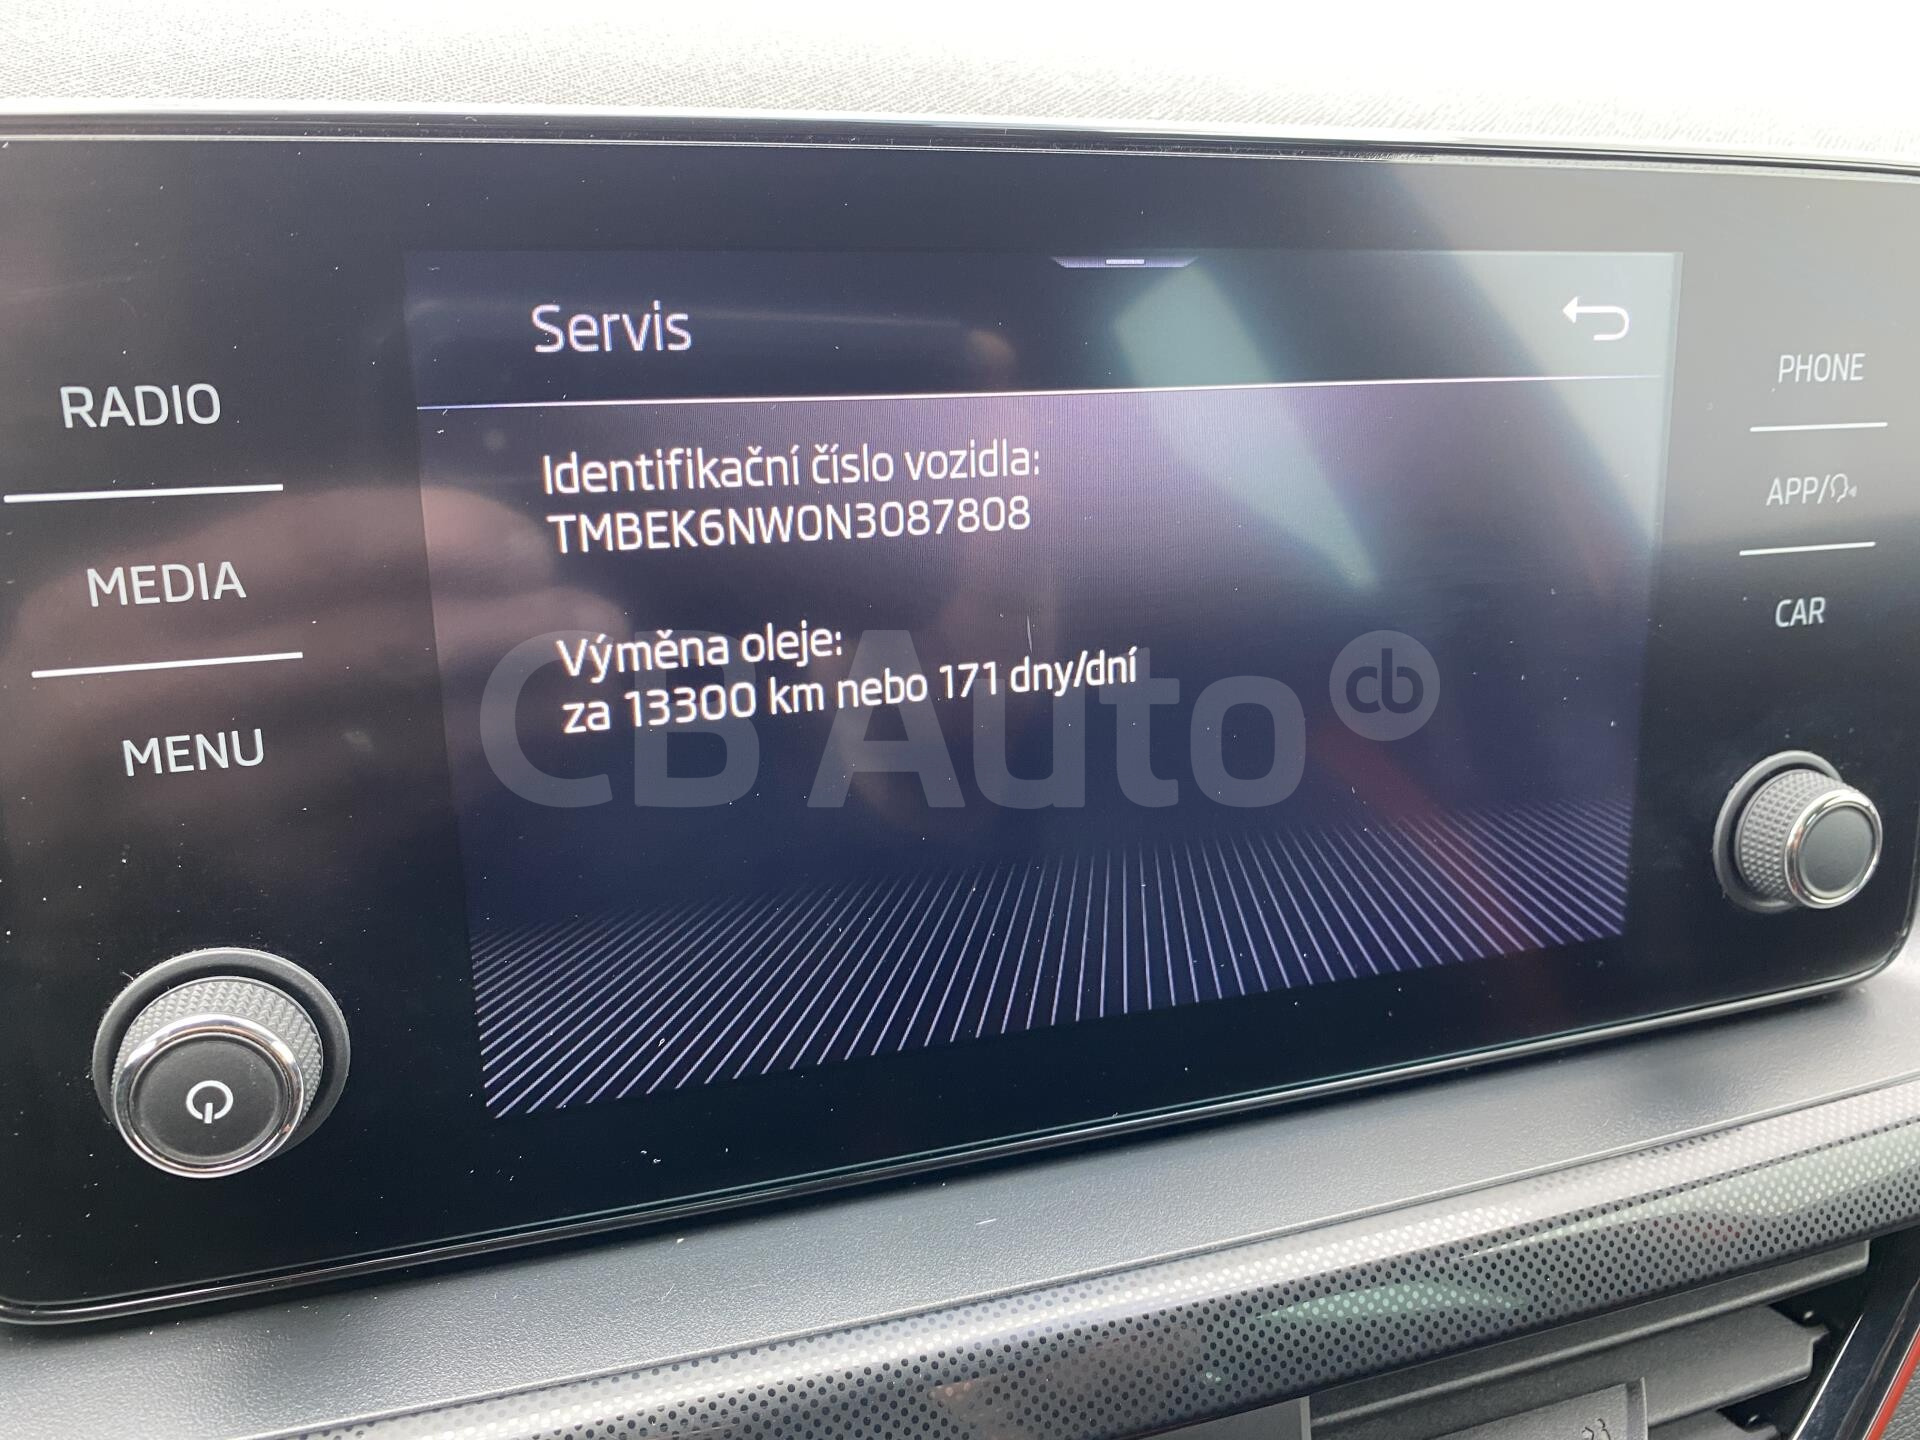 Servis
RADIO
MEDIA
MENU
Identifikační číslo vozidla:
TMBEK6NW0N3087808
Výměna oleje:
za 13300 km nebo 171 dny/dní
PHONE
APP/
CAR
CB Auto cb